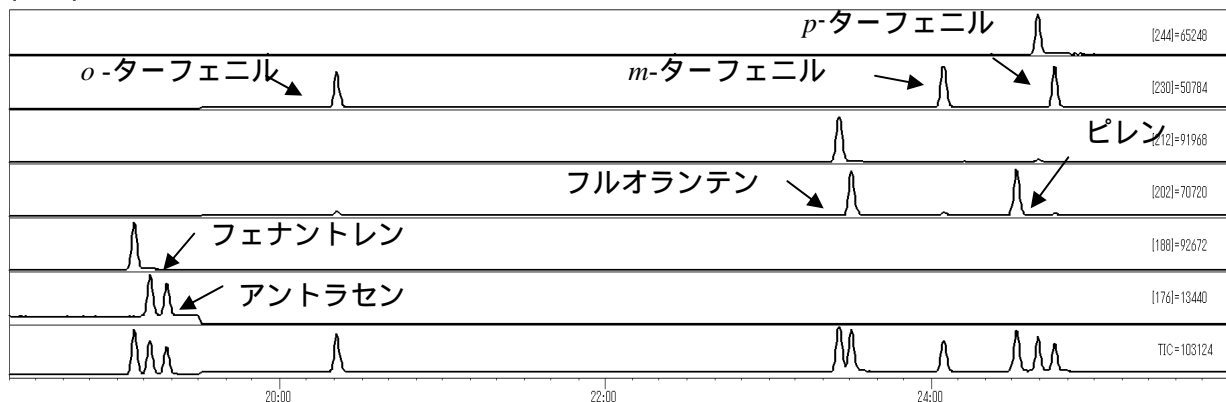 p-ターフェニル
[244]=65248
o -ターフェニル
m-ターフェニル
[230]=50784
ピレン
[212]=91968
フルオランテン
[202]=70720
フェナントレン
[188]=92672
アントラセン
[176]=13440
TIC=103124
20:00 22:00 24:00